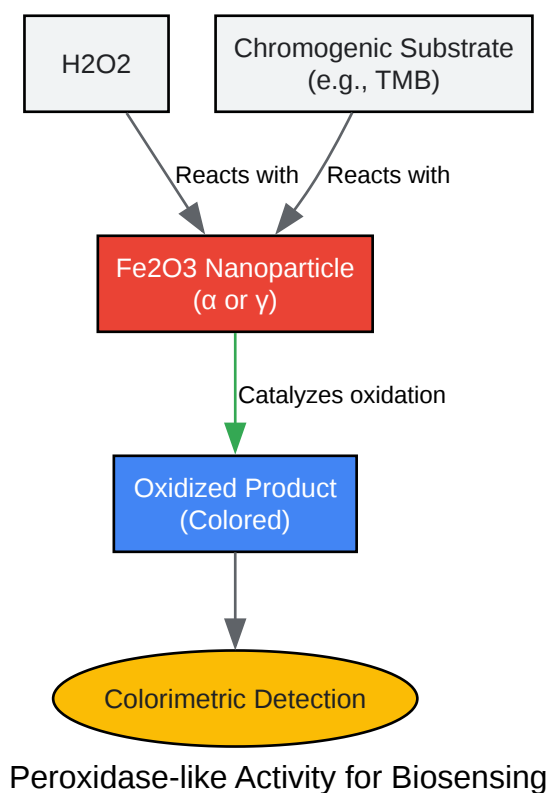 H2O2
Chromogenic Substrate
(e.g., TMB)
Reacts with
Reacts with
Fe2O3 Nanoparticle
(α or γ)
Catalyzes oxidation
Oxidized Product
(Colored)
Colorimetric Detection
Peroxidase-like Activity for Biosensing